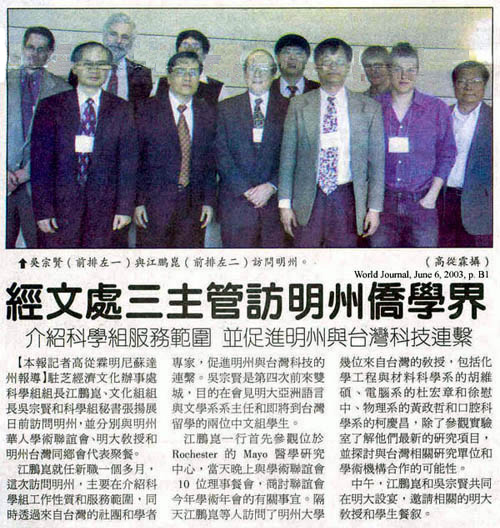 ⬆吳宗賢（前排左一）與江鵬崑（前排左二）訪問明州。
（高從霖攝）
World Journal, June 6, 2003, p. B1
經文處三主管訪明州僑學界
介紹科學組服務範圍 並促進明州與台灣科技連繫
【本報記者高從霖明尼蘇達
州報導】駐芝經濟文化辦事處
科學組組長江鵬崑、文化組組
長吳宗賢和科學組秘書張揚展
日前訪問明州，並分別與明州
華人學術聯誼會、明大教授和
明州台灣同鄉會代表聚餐。
江鵬崑就任新職一個多月，
這次訪問明州，主要在介紹科
學組工作性質和服務範圍，同
時透過來自台灣的社團和學者
專家，促進明州與台灣科技的
連繫。吳宗賢是第四次前來雙
城，目的在會見明大亞洲語言
與文學系系主任和即將到台灣
留學的兩位中文組學生。
江鵬崑一行首先參觀位於
Rochester 的 Mayo 醫學研究
中心，當天晚上與學術聯誼會
10 位理事餐會，商討聯誼會
今年學術年會的有關事宜。隔
天江鵬崑等人訪問了明州大學
幾位來自台灣的教授，包括化
學工程與材料科學系的胡維
碩、電腦系的杜宏章和徐慰
中、物理系的黃政哲和口腔科
學系的柯慶昌，除了參觀實驗
室了解他們最新的研究項目，
並探討與台灣相關研究單位和
學術機構合作的可能性。
中午，江鵬崑和吳宗賢共同
在明大設宴，邀請相關的明大
教授和學生餐敘。